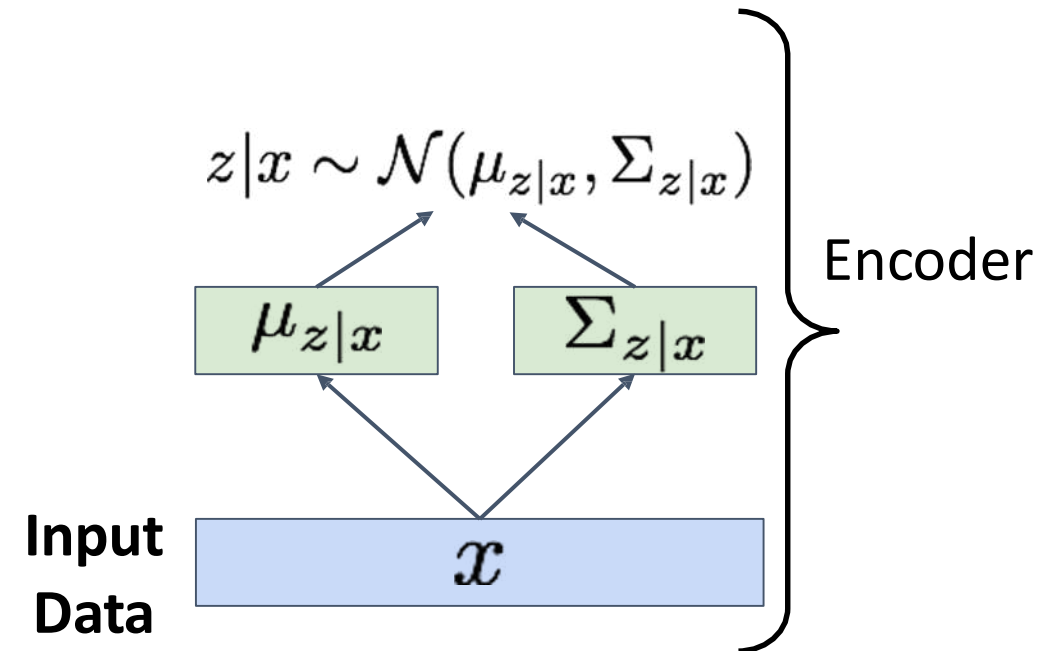 z|x ~ 𝒩(μ_{z|x}, Σ_{z|x})
Encoder
μ_{z|x}
Σ_{z|x}
Input
Data
x